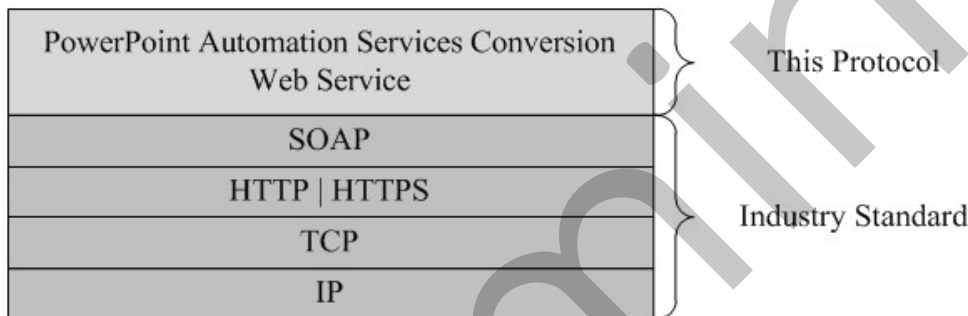 PowerPoint Automation Services Conversion
Web Service
This Protocol
SOAP
HTTP | HTTPS
TCP
IP
Industry Standard